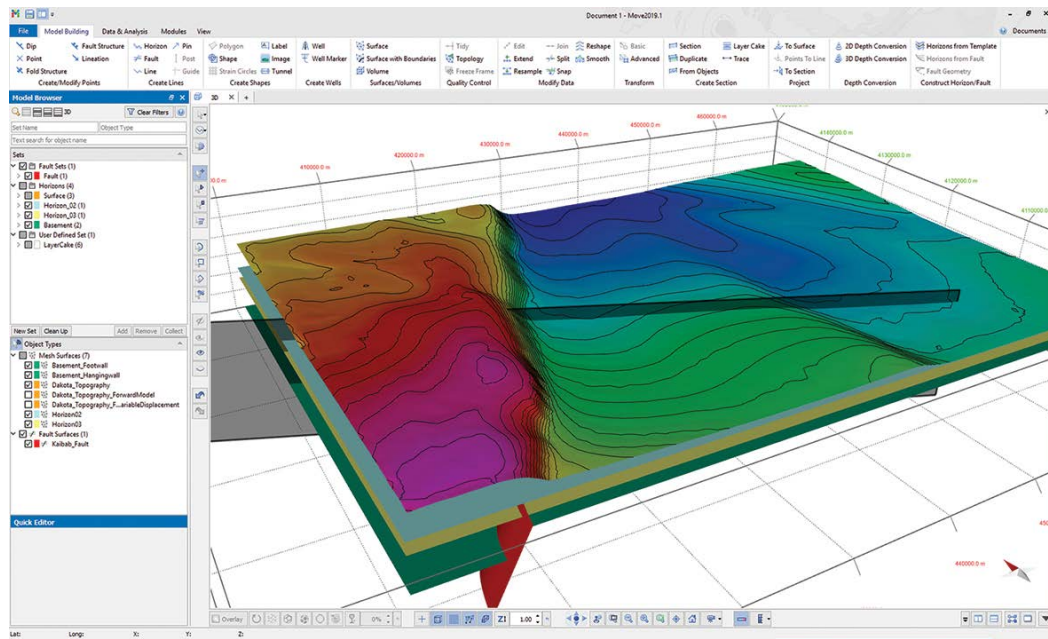 Document 1 - Move2019.1
File Model Building Data & Analysis Modules View Documents
Dip Fault Structure Horizon Pin Polygon Label Well Surface Tidy Edit Join Reshape Basic Section Layer Cake To Surface 2D Depth Conversion Horizons from Template
Point Lineation Fault Post Shape Image Well Marker Surface with Boundaries Topology Extend Split Smooth Advanced Duplicate Trace Points To Line 3D Depth Conversion Horizons from Fault
Fold Structure Line Guide Strain Circles Tunnel Volume Freeze Frame Resample Snap From Objects To Section Fault Geometry
Create/Modify Points Create Lines Create Shapes Create Wells Surfaces/Volumes Quality Control Modify Data Transform Create Section Project Depth Conversion Construct Horizon/Fault
Model Browser
3D
3D Clear Filters
Set Name Object Type
Text search for object name
Sets
Fault Sets (1)
Fault (1)
Horizons (4)
Surface (3)
Horizon_02 (1)
Horizon_03 (1)
Basement (2)
User Defined Set (1)
LayerCake (6)
New Set Clean Up Add Remove Collect
Object Types
Mesh Surfaces (7)
Basement_Footwall
Basement_Hangingwall
Dakota_Topography
Dakota_Topography_ForwardModel
Dakota_Topography_F...ariableDisplacement
Horizon02
Horizon03
Fault Surfaces (1)
Kaibab_Fault
Quick Editor
410000.0 m
420000.0 m
430000.0 m
440000.0 m
450000.0 m
460000.0 m
4140000.0 m
4130000.0 m
4120000.0 m
4110000.0 m
440000.0 m
Overlay 0% Z1 1.00
Lat: Long: X: Y: Z: